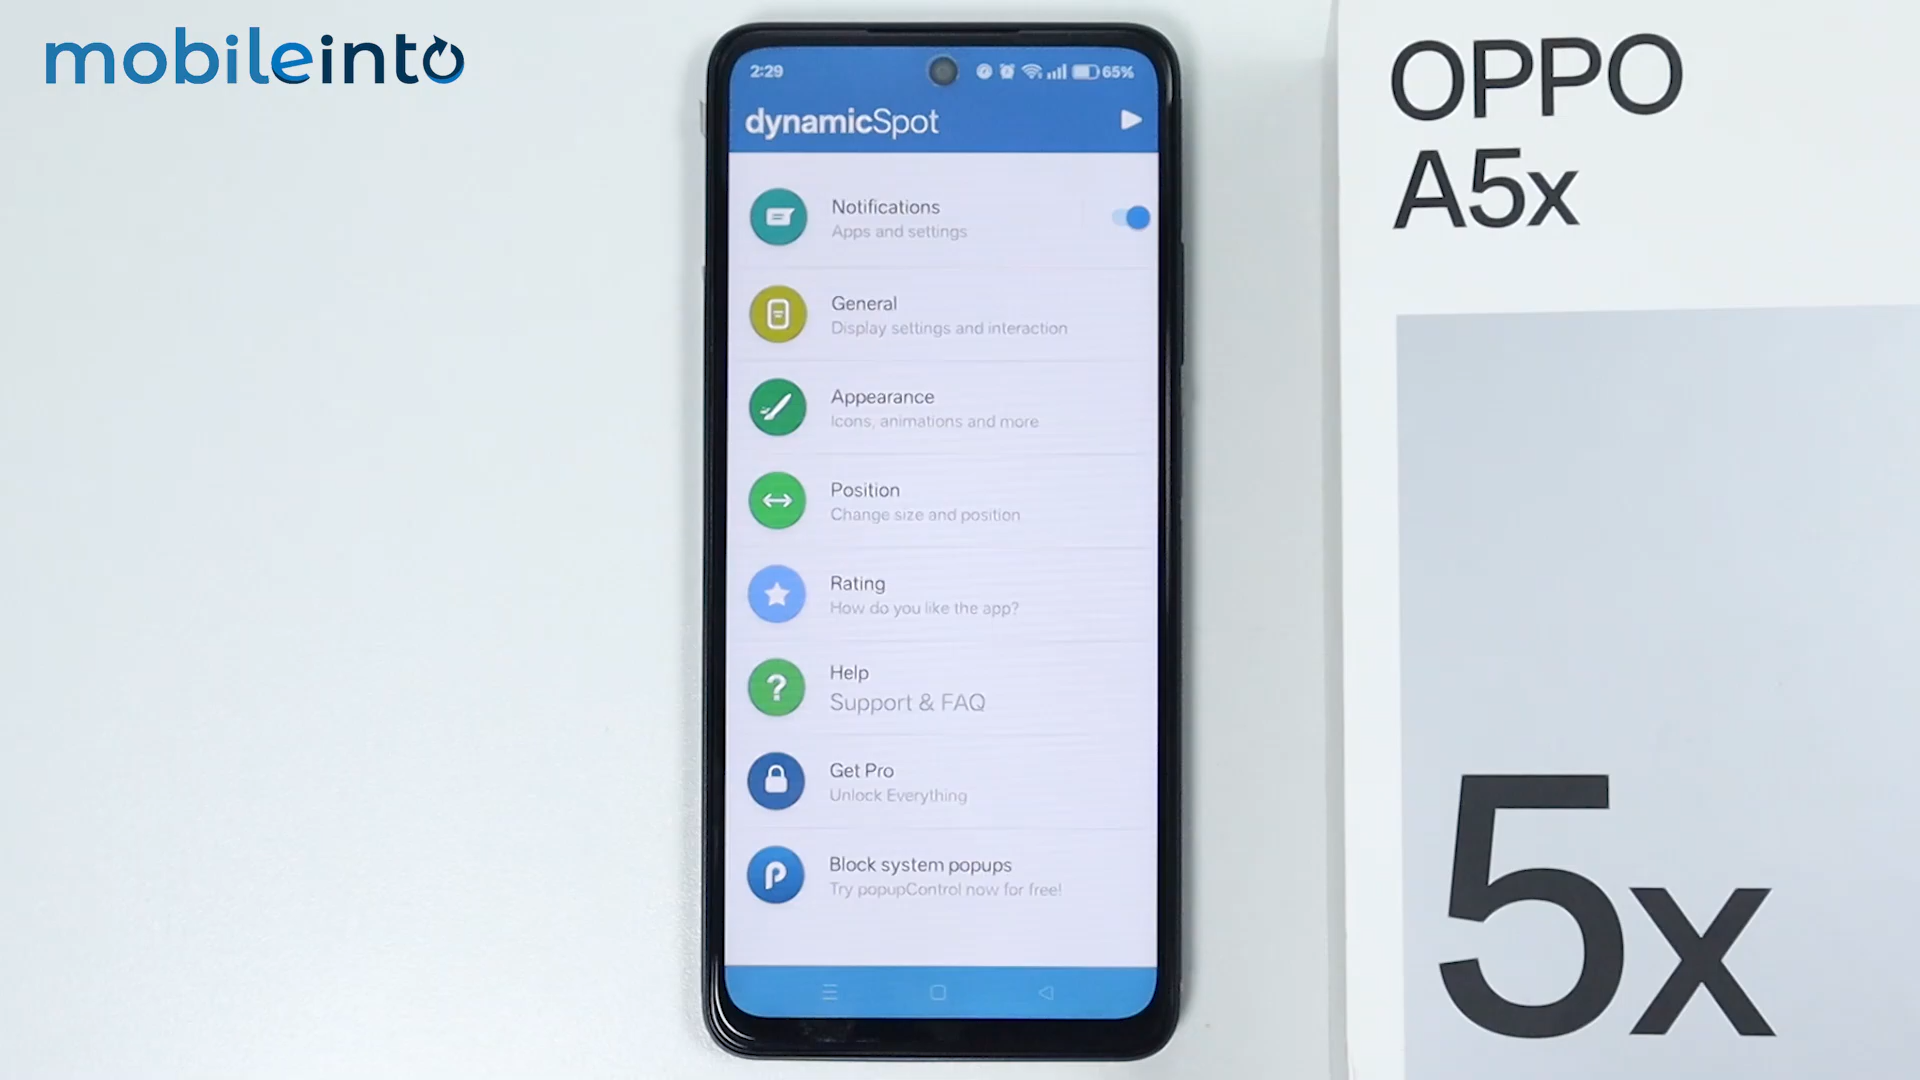 mobileinto
2:29
65%
dynamicSpot
Notifications
Apps and settings
General
Display settings and interaction
Appearance
Icons, animations and more
Position
Change size and position
Rating
How do you like the app?
Help
Support & FAQ
Get Pro
Unlock Everything
Block system popups
Try popupControl now for free!
OPPO
A5x
5x